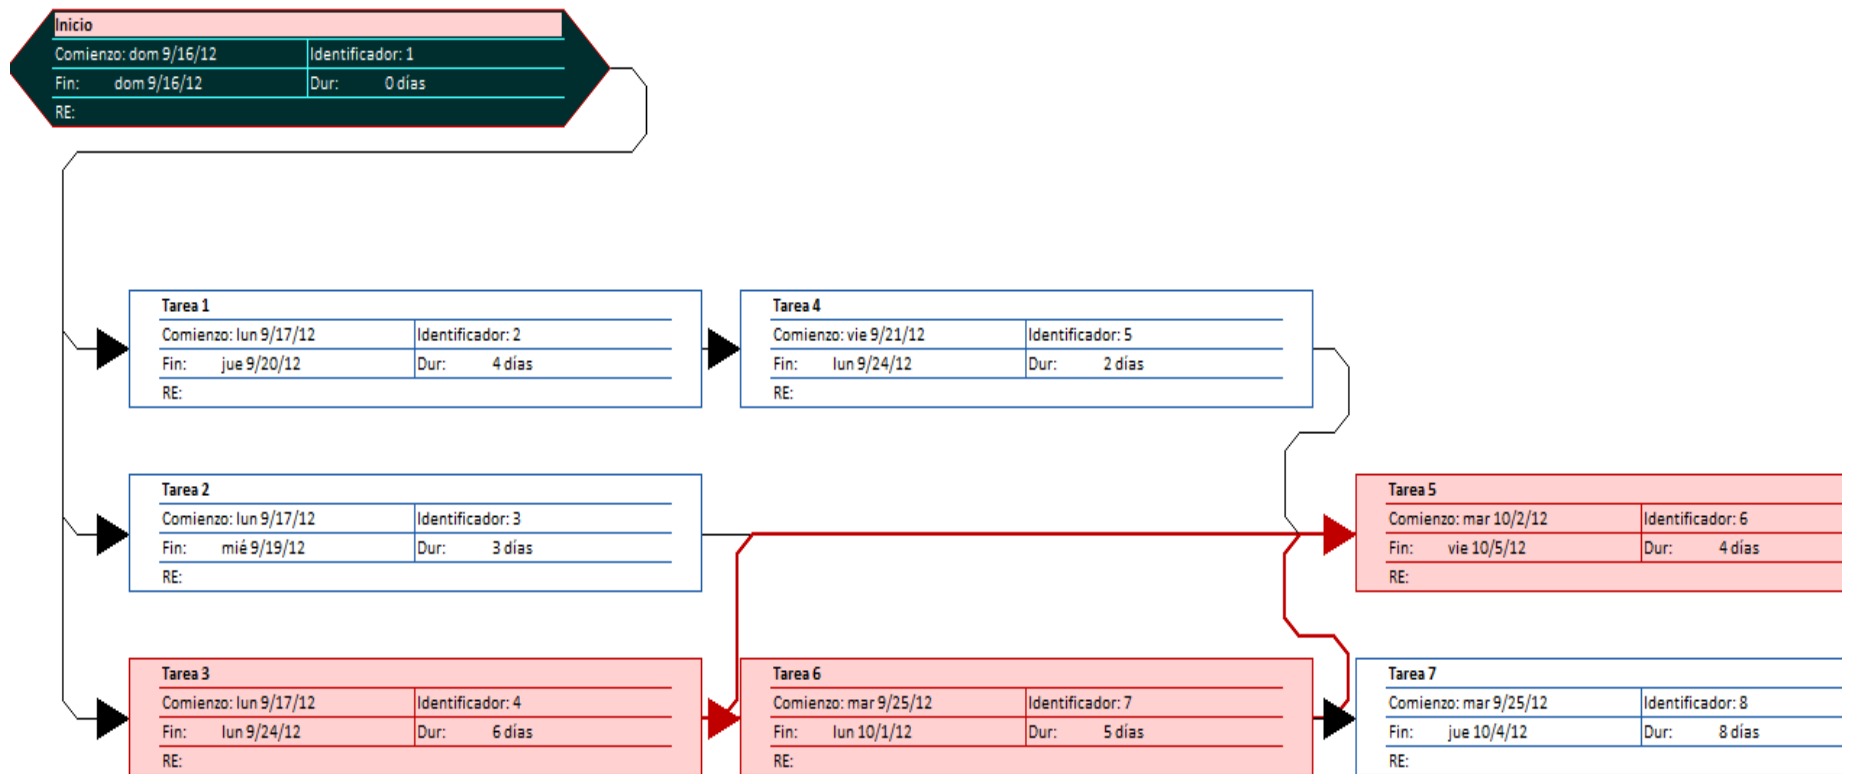 Inicio
Comienzo: dom 9/16/12 Identificador: 1
Fin: dom 9/16/12 Dur: 0 días
RE:
Tarea 1
Comienzo: lun 9/17/12 Identificador: 2
Fin: jue 9/20/12 Dur: 4 días
RE:
Tarea 4
Comienzo: vie 9/21/12 Identificador: 5
Fin: lun 9/24/12 Dur: 2 días
RE:
Tarea 2
Comienzo: lun 9/17/12 Identificador: 3
Fin: mié 9/19/12 Dur: 3 días
RE:
Tarea 5
Comienzo: mar 10/2/12 Identificador: 6
Fin: vie 10/5/12 Dur: 4 días
RE:
Tarea 3
Comienzo: lun 9/17/12 Identificador: 4
Fin: lun 9/24/12 Dur: 6 días
RE:
Tarea 6
Comienzo: mar 9/25/12 Identificador: 7
Fin: lun 10/1/12 Dur: 5 días
RE:
Tarea 7
Comienzo: mar 9/25/12 Identificador: 8
Fin: jue 10/4/12 Dur: 8 días
RE: